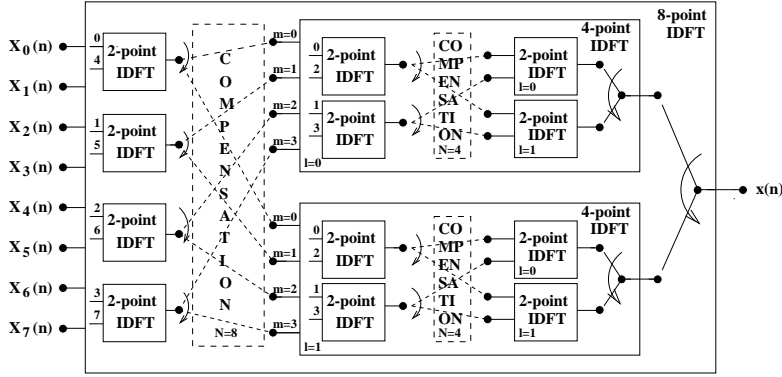 8-point
IDFT
X0(n)
X1(n)
X2(n)
X3(n)
X4(n)
X5(n)
X6(n)
X7(n)
0
4
2-point
IDFT
1
5
2-point
IDFT
2
6
2-point
IDFT
3
7
2-point
IDFT
C
O
M
P
E
N
S
A
T
I
O
N
N=8
m=0
m=1
m=2
m=3
l=0
4-point
IDFT
0
2
2-point
IDFT
1
3
2-point
IDFT
CO
MP
EN
SA
TI
ON
N=4
2-point
IDFT
l=0
2-point
IDFT
l=1
m=0
m=1
m=2
m=3
l=1
4-point
IDFT
0
2
2-point
IDFT
1
3
2-point
IDFT
CO
MP
EN
SA
TI
ON
N=4
2-point
IDFT
l=0
2-point
IDFT
l=1
x(n)